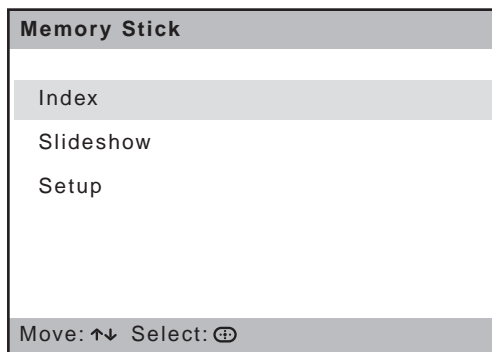 Memory Stick
Index
Slideshow
Setup
Move: ↑↓ Select: ⊕